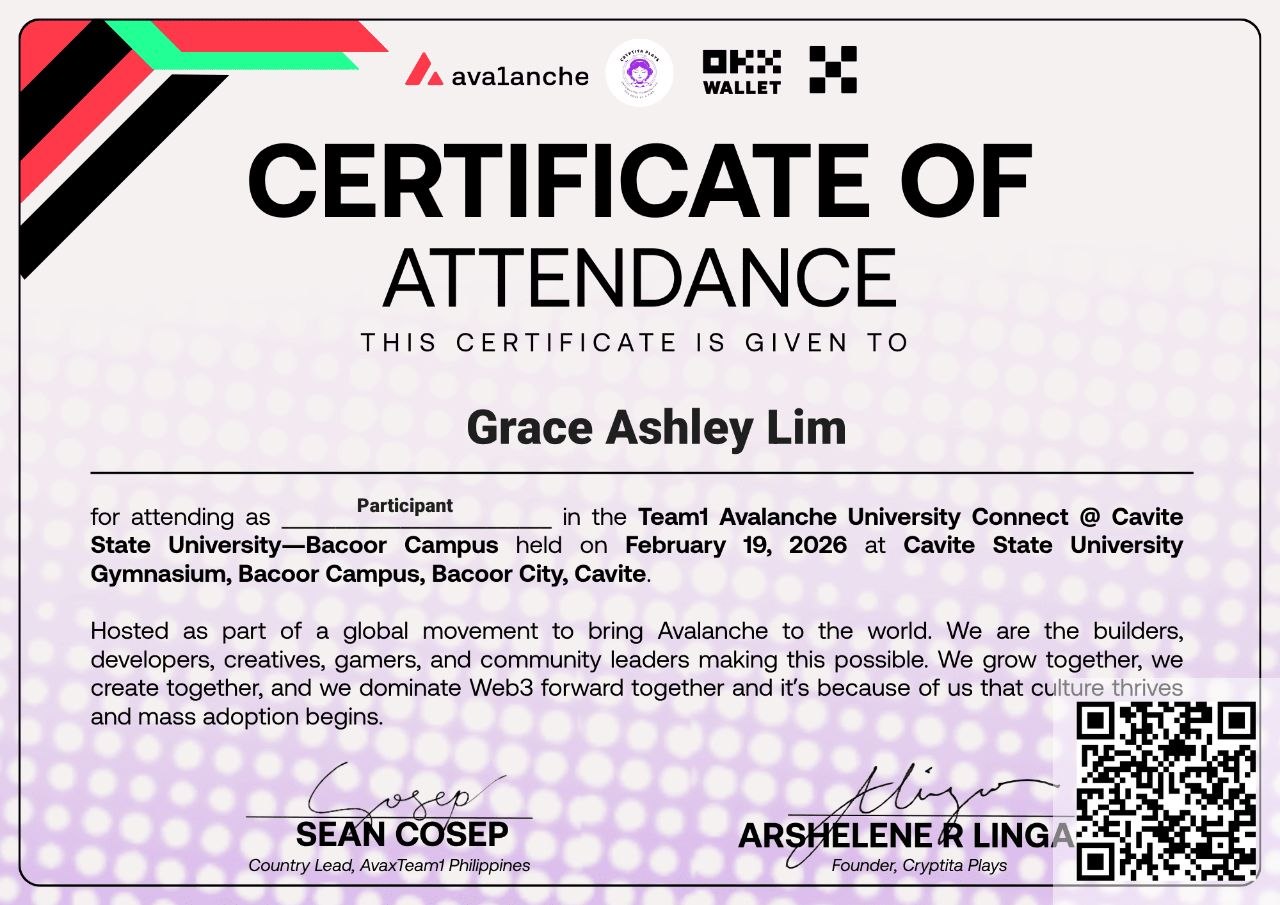 avalanche
CRYPTITA PLAYS
OKX
WALLET
CERTIFICATE OF
ATTENDANCE
THIS CERTIFICATE IS GIVEN TO
Grace Ashley Lim
Participant
for attending as ____________________ in the Team1 Avalanche University Connect @ Cavite
State University—Bacoor Campus held on February 19, 2026 at Cavite State University
Gymnasium, Bacoor Campus, Bacoor City, Cavite.
Hosted as part of a global movement to bring Avalanche to the world. We are the builders,
developers, creatives, gamers, and community leaders making this possible. We grow together, we
create together, and we dominate Web3 forward together and it's because of us that culture thrives
and mass adoption begins.
Cosep
SEAN COSEP
ARSHELENE R LINGA
Country Lead, AvaxTeam1 Philippines
Founder, Cryptita Plays